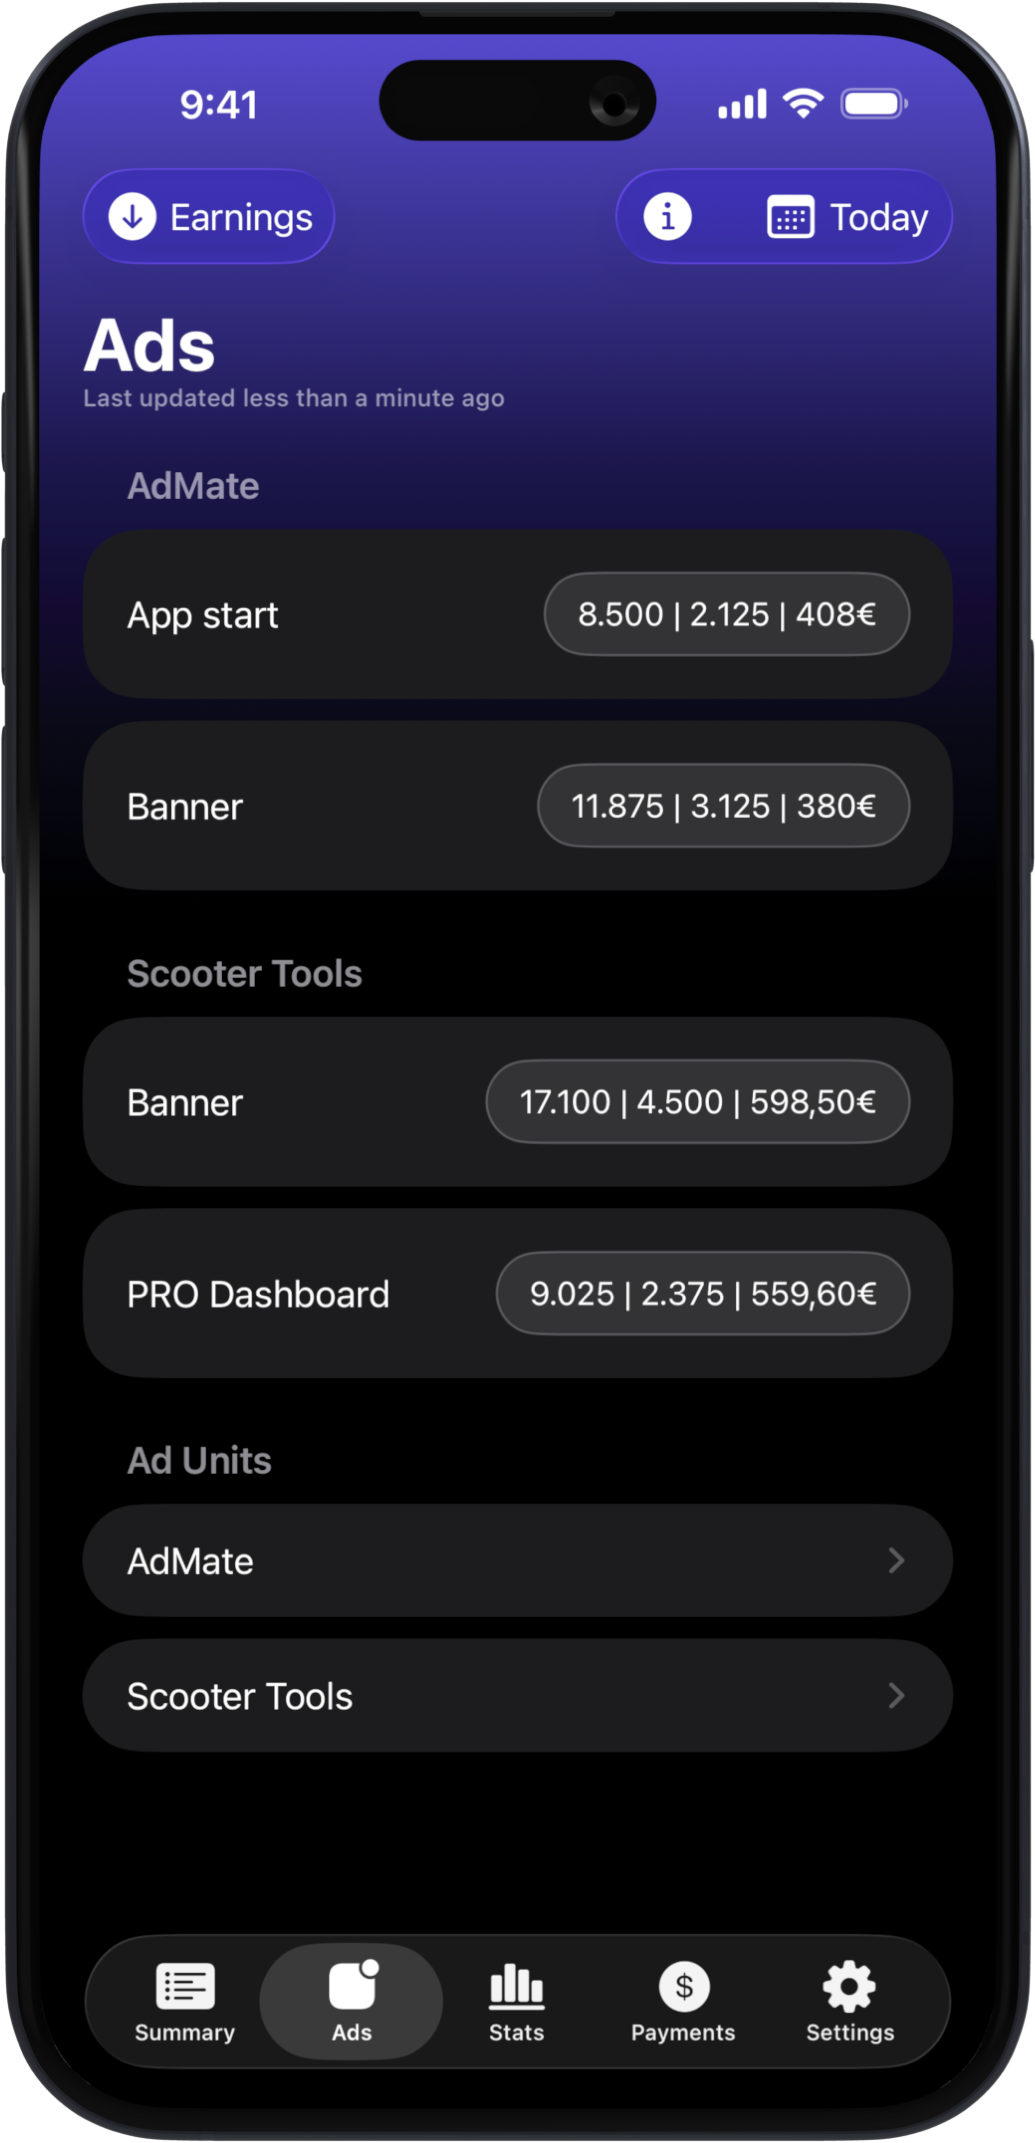 9:41
Earnings
Today
Ads
Last updated less than a minute ago
AdMate
App start
8.500 | 2.125 | 408€
Banner
11.875 | 3.125 | 380€
Scooter Tools
Banner
17.100 | 4.500 | 598,50€
PRO Dashboard
9.025 | 2.375 | 559,60€
Ad Units
AdMate
Scooter Tools
Summary
Ads
Stats
Payments
Settings